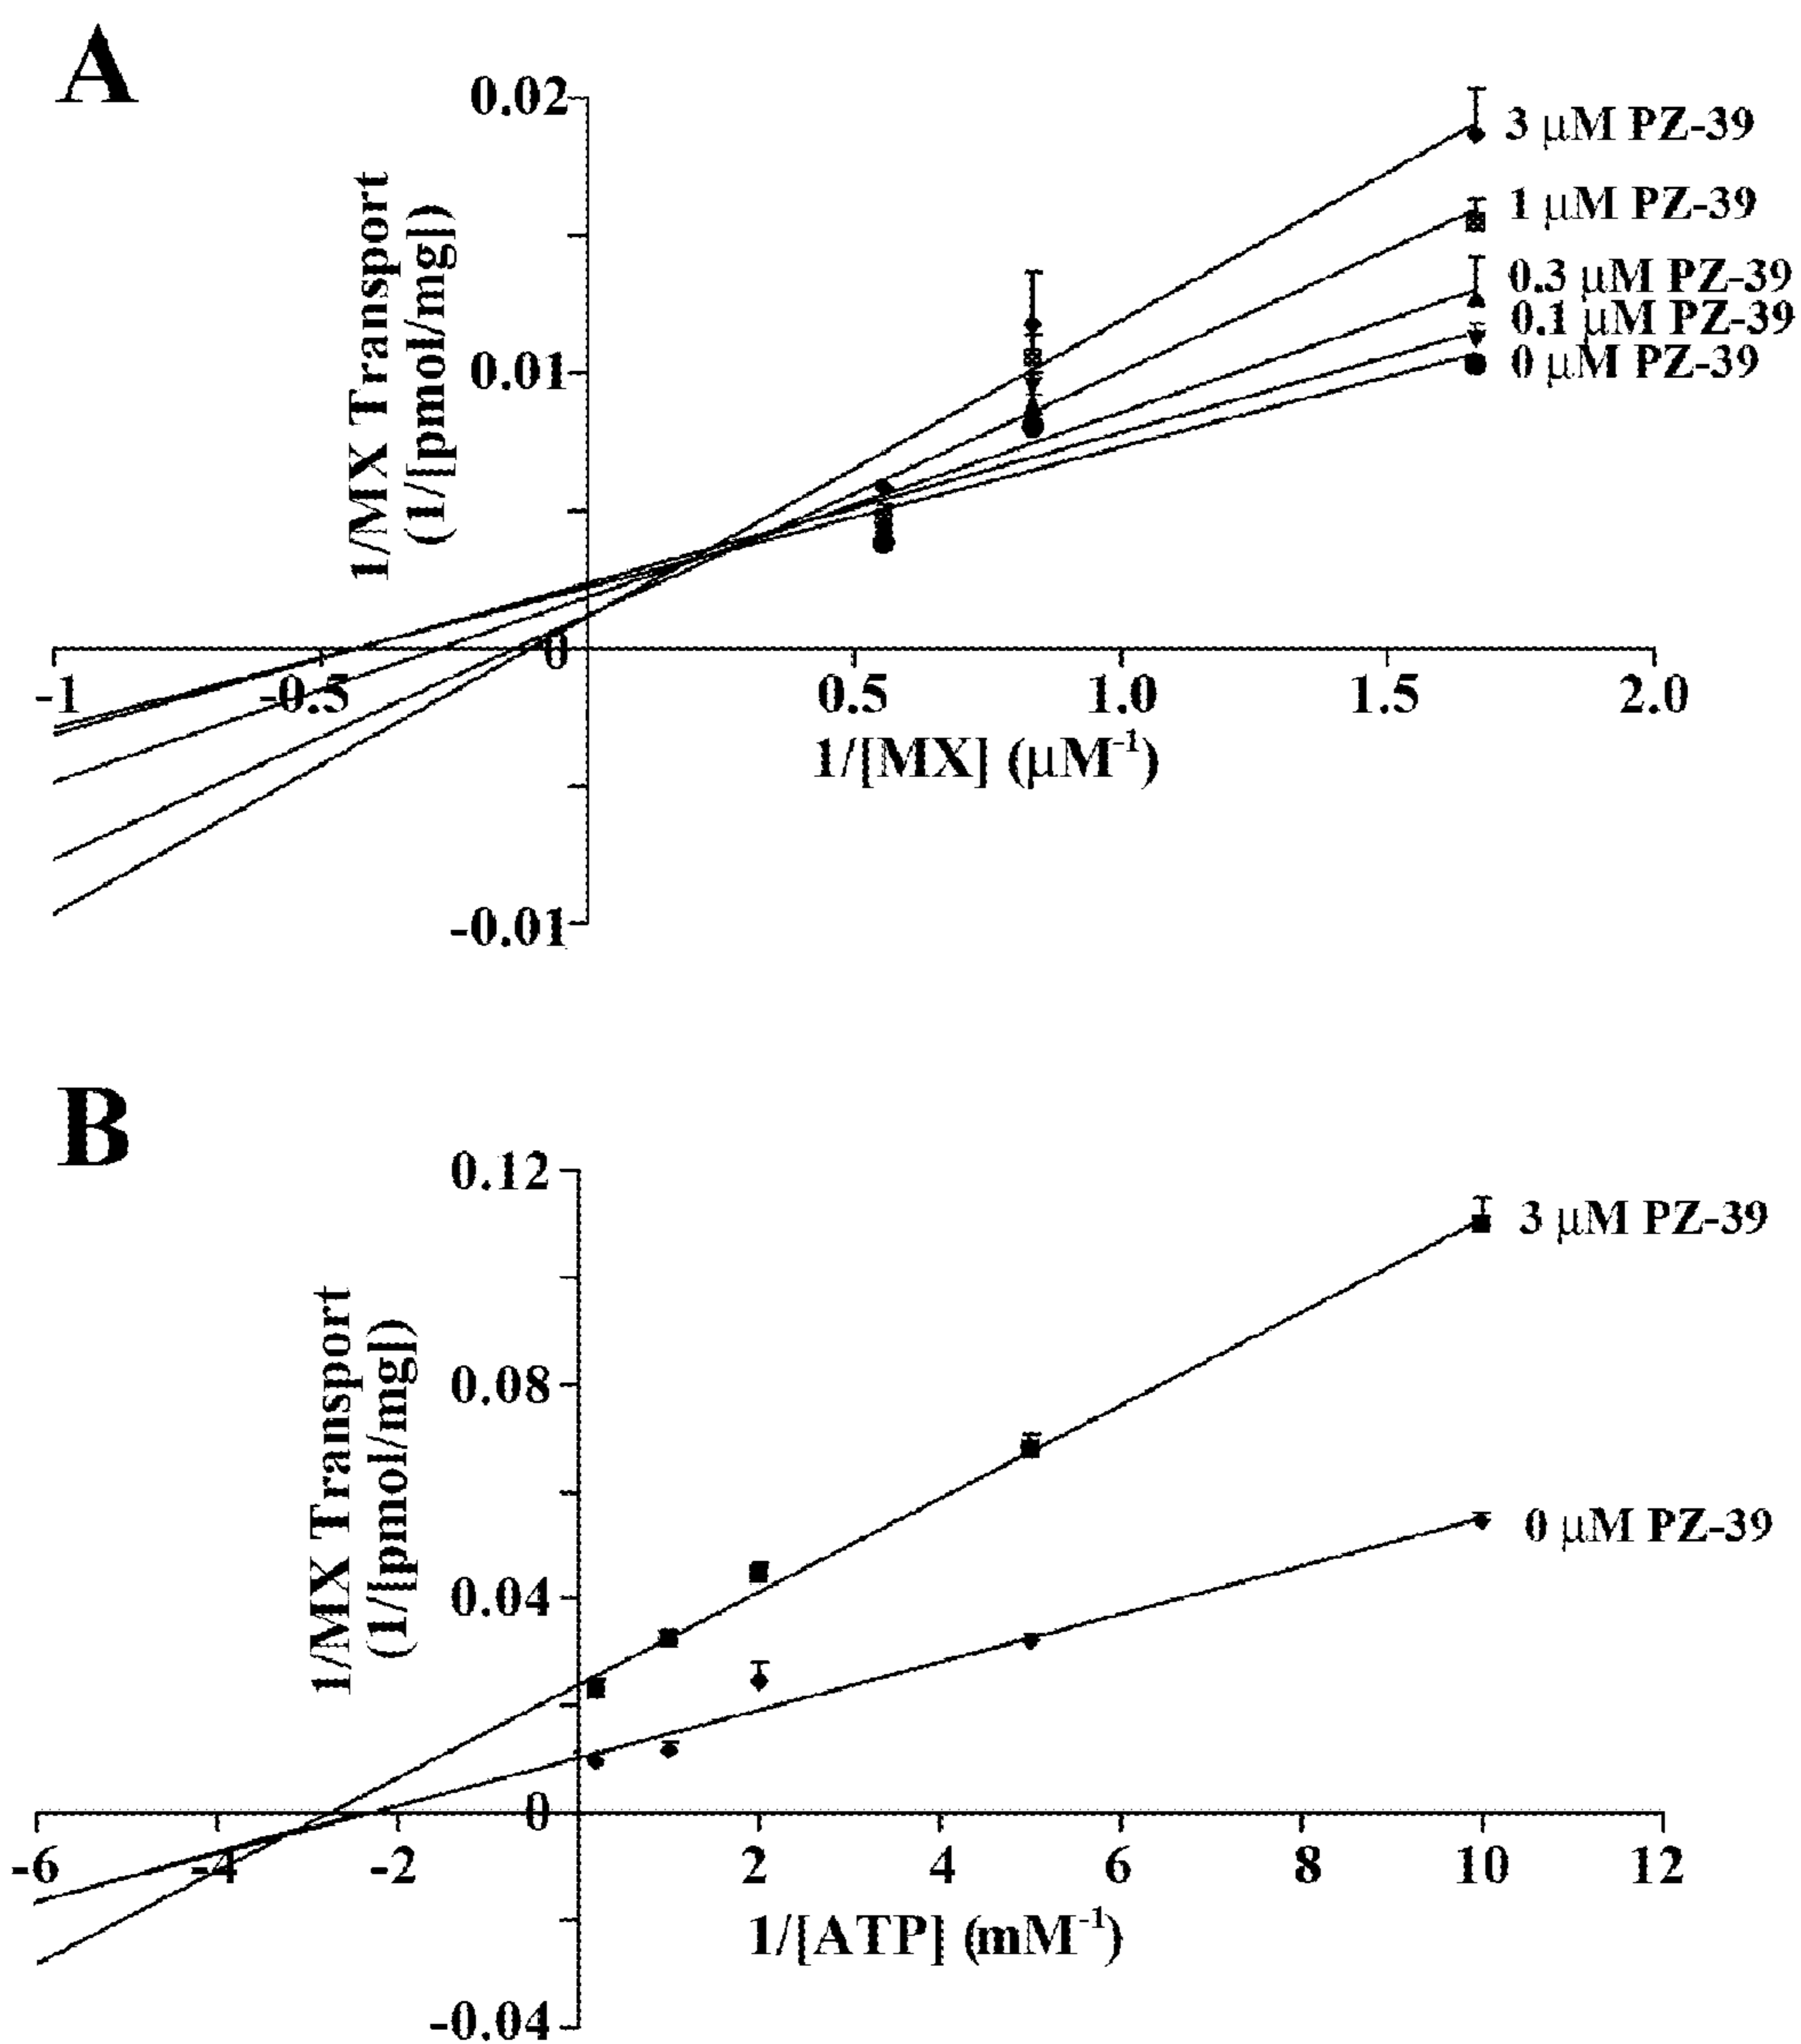 A
0.02
3 µM PZ-39
1 µM PZ-39
0.3 µM PZ-39
0.1 µM PZ-39
0 µM PZ-39
1/MX Transport
(1/[pmol/mg])
0.01
0
-1
-0.5
0.5
1.0
1.5
2.0
1/[MX] (µM⁻¹)
-0.01
B
0.12
3 µM PZ-39
1/MX Transport
(1/[pmol/mg])
0.08
0 µM PZ-39
0.04
0
-6
-4
-2
2
4
6
8
10
12
1/[ATP] (mM⁻¹)
-0.04